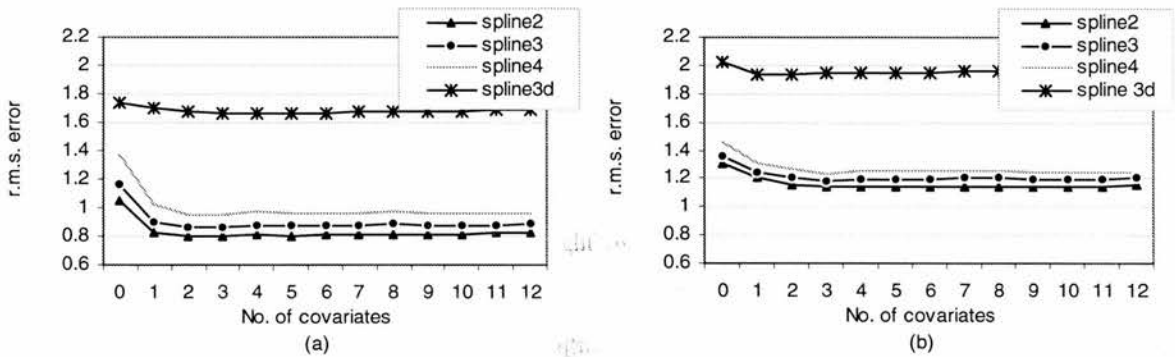 spline2
spline3
spline4
spline3d
2.2
2
1.8
1.6
1.4
1.2
1
0.8
0.6
r.m.s. error
0 1 2 3 4 5 6 7 8 9 10 11 12
No. of covariates
(a)
spline2
spline3
spline4
spline 3d
2.2
2
1.8
1.6
1.4
1.2
1
0.8
0.6
r.m.s. error
0 1 2 3 4 5 6 7 8 9 10 11 12
No. of covariates
(b)